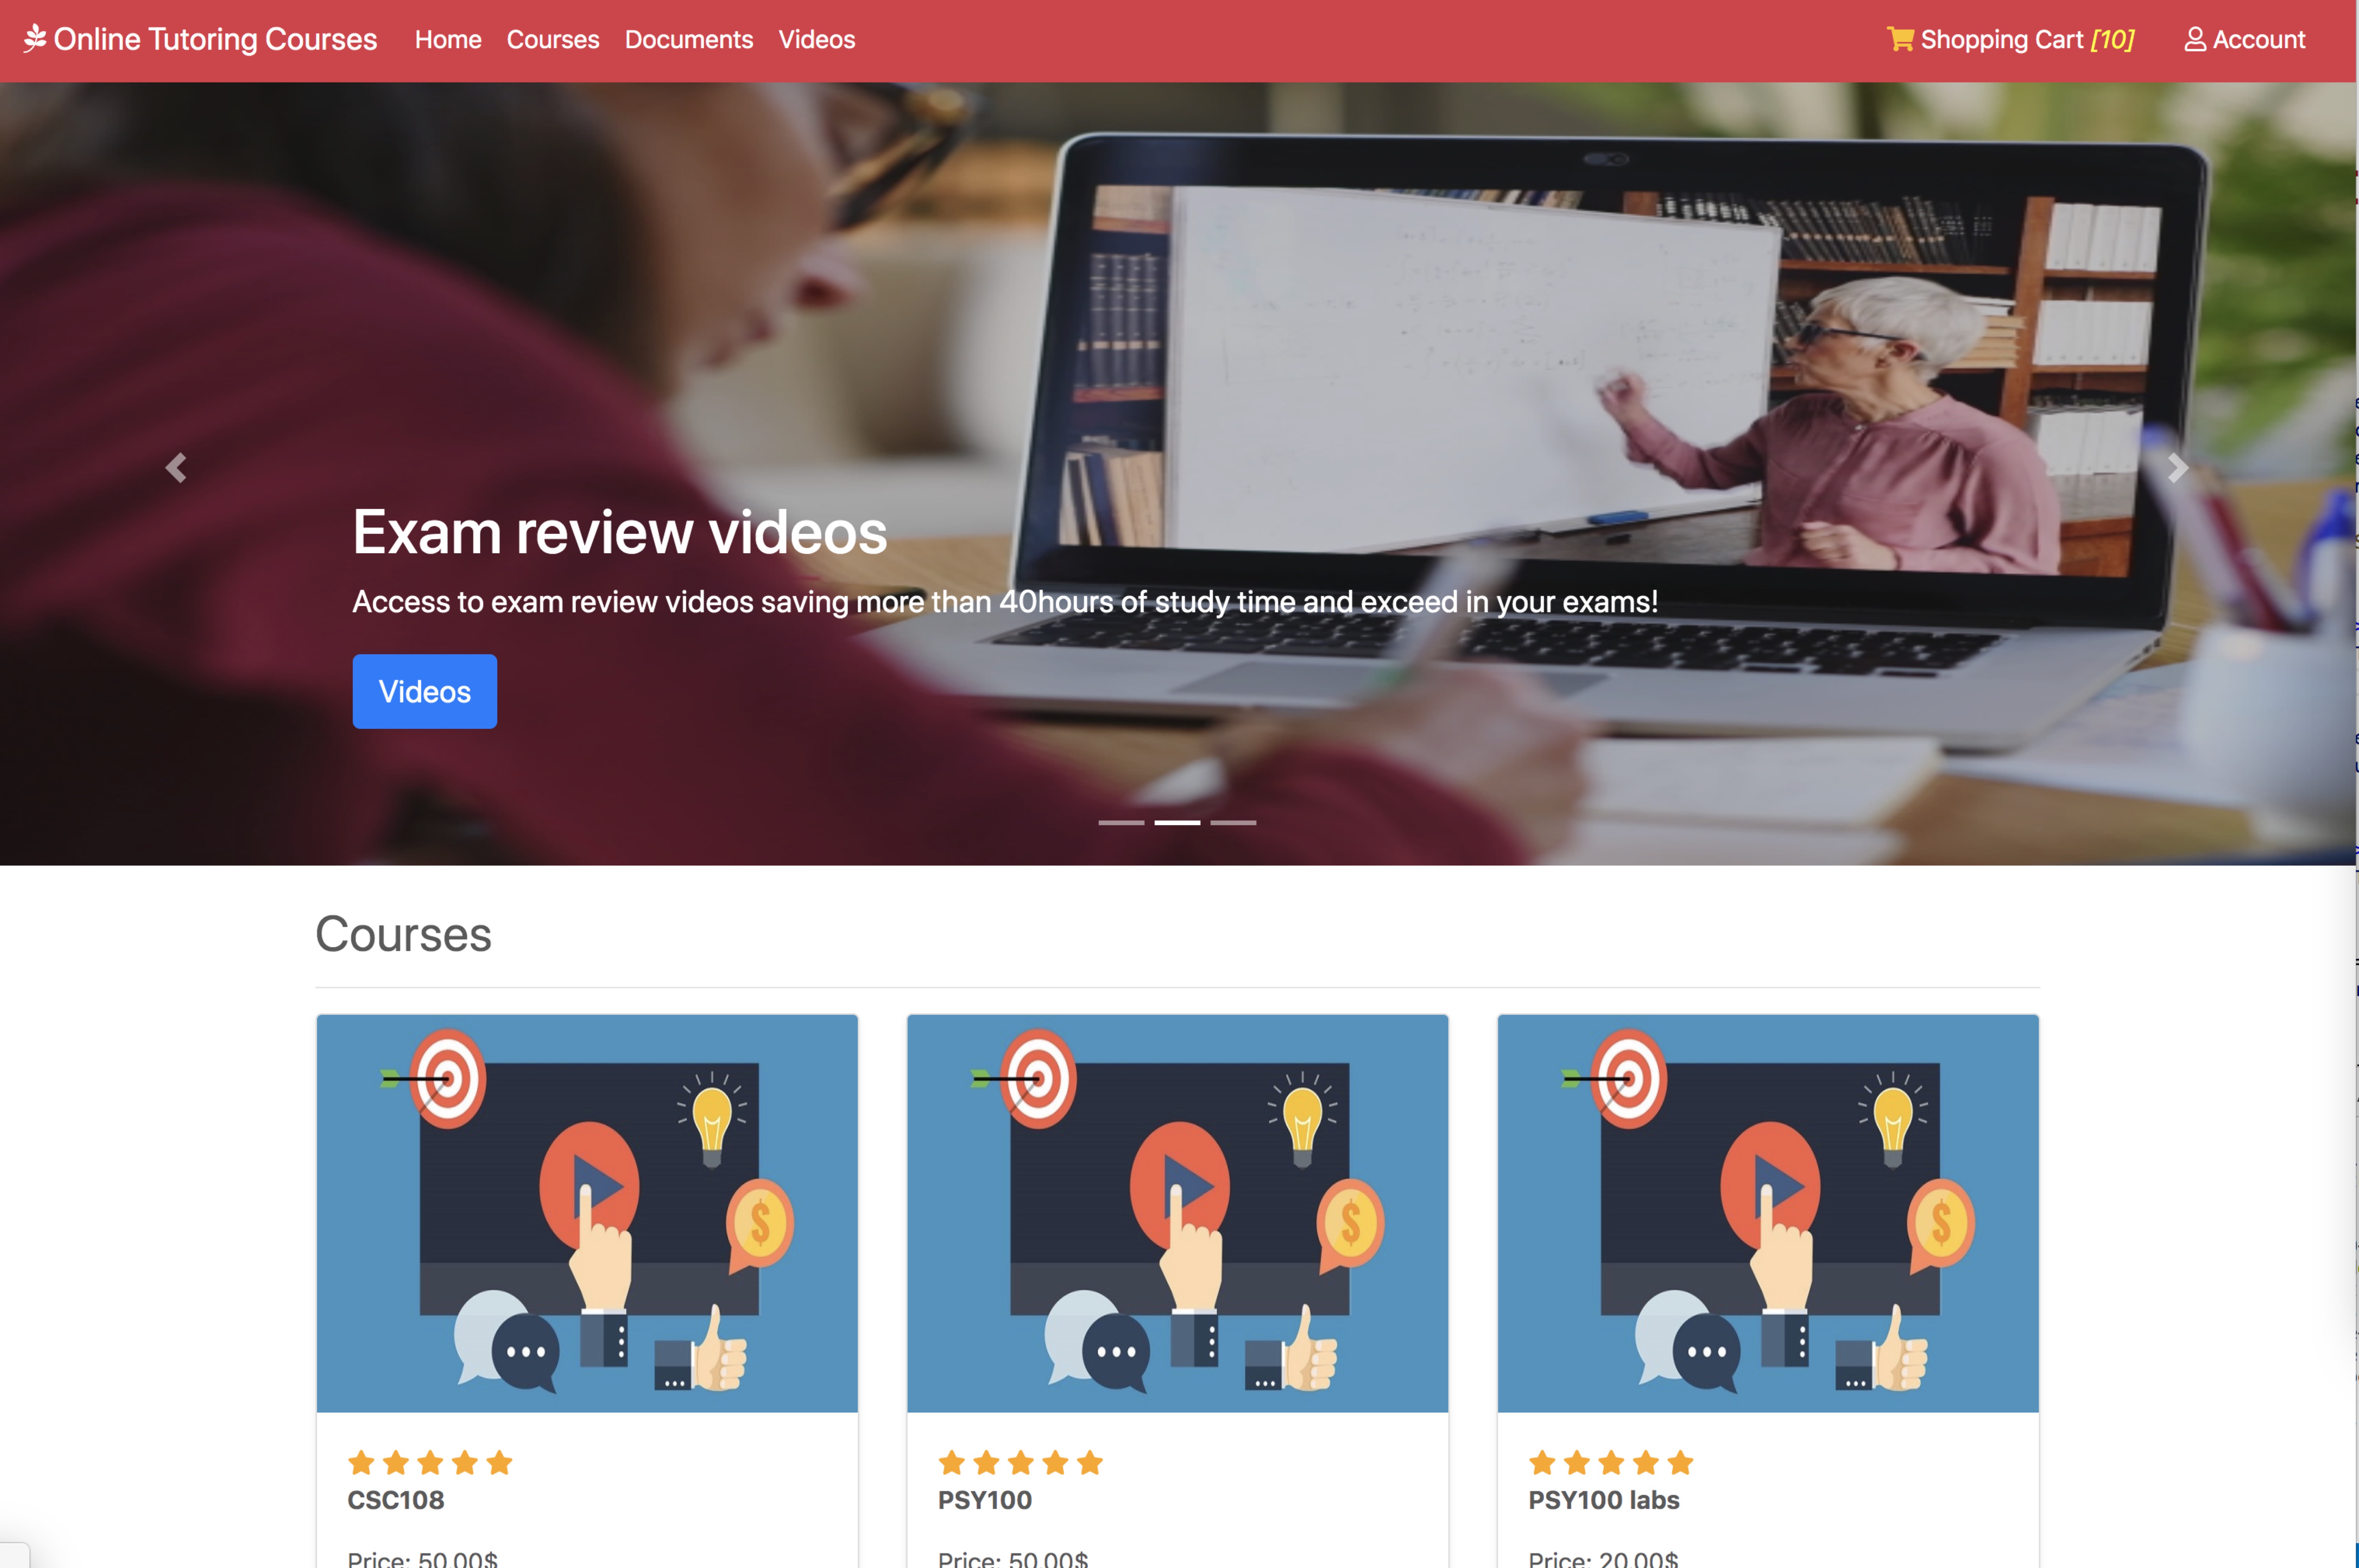 Online Tutoring Courses Home Courses Documents Videos Shopping Cart [10] Account
Exam review videos
Access to exam review videos saving more than 40hours of study time and exceed in your exams!
Videos
Courses
$ $ $
CSC108 PSY100 PSY100 labs
Price: 50.00$ Price: 50.00$ Price: 20.00$